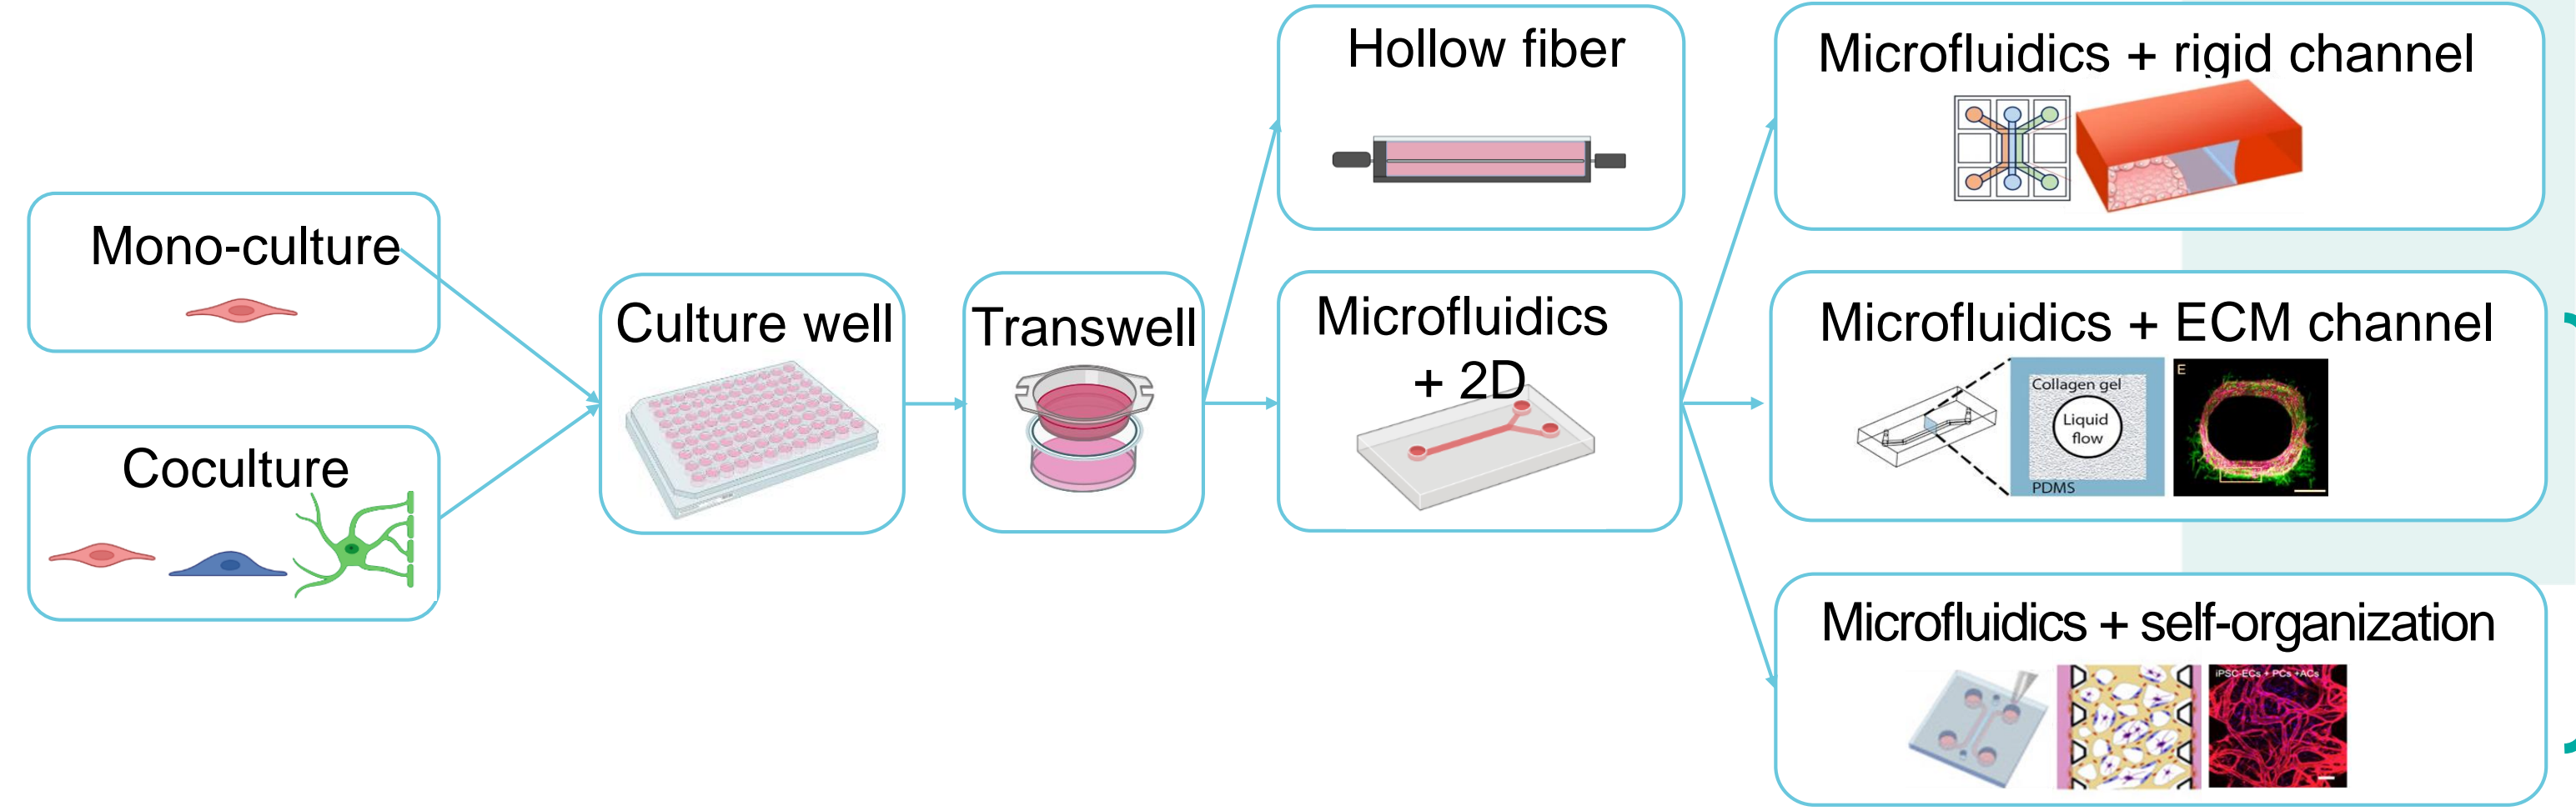 Mono-culture
Coculture
Culture well
Transwell
Hollow fiber
Microfluidics
+ 2D
Microfluidics + rigid channel
Microfluidics + ECM channel
Collagen gel
Liquid
flow
PDMS
E
Microfluidics + self-organization
iPSC-ECs + PCs +ACs